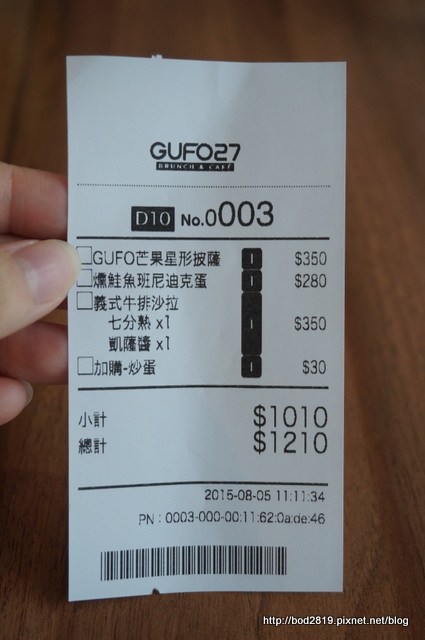 GUFO27
BRUNCH & CAFÉ
D10 No.0003
□GUFO芒果星形披薩 1 $350
□燻鮭魚班尼迪克蛋 1 $280
□義式牛排沙拉
七分熟 x1 1 $350
凱薩醬 x1
□加購-炒蛋 1 $30
小計 $1010
總計 $1210
2015-08-05 11:11:34
PN : 0003-000-00:11:62:0a:de:46
http://bod2819.pixnet.net/blog